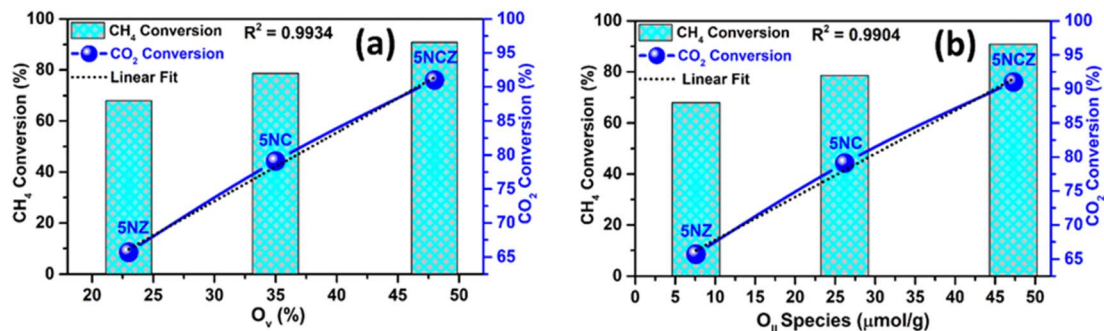 CH₄ Conversion R² = 0.9934 (a)
CO₂ Conversion
Linear Fit
5NCZ
5NC
5NZ
100
80
60
40
20
0
CH₄ Conversion (%)
100
95
90
85
80
75
70
65
CO₂ Conversion (%)
20 25 30 35 40 45 50
Oᵥ (%)
CH₄ Conversion R² = 0.9904 (b)
CO₂ Conversion
Linear Fit
5NCZ
5NC
5NZ
100
80
60
40
20
0
CH₄ Conversion (%)
100
95
90
85
80
75
70
65
CO₂ Conversion (%)
0 5 10 15 20 25 30 35 40 45 50
O_II Species (μmol/g)